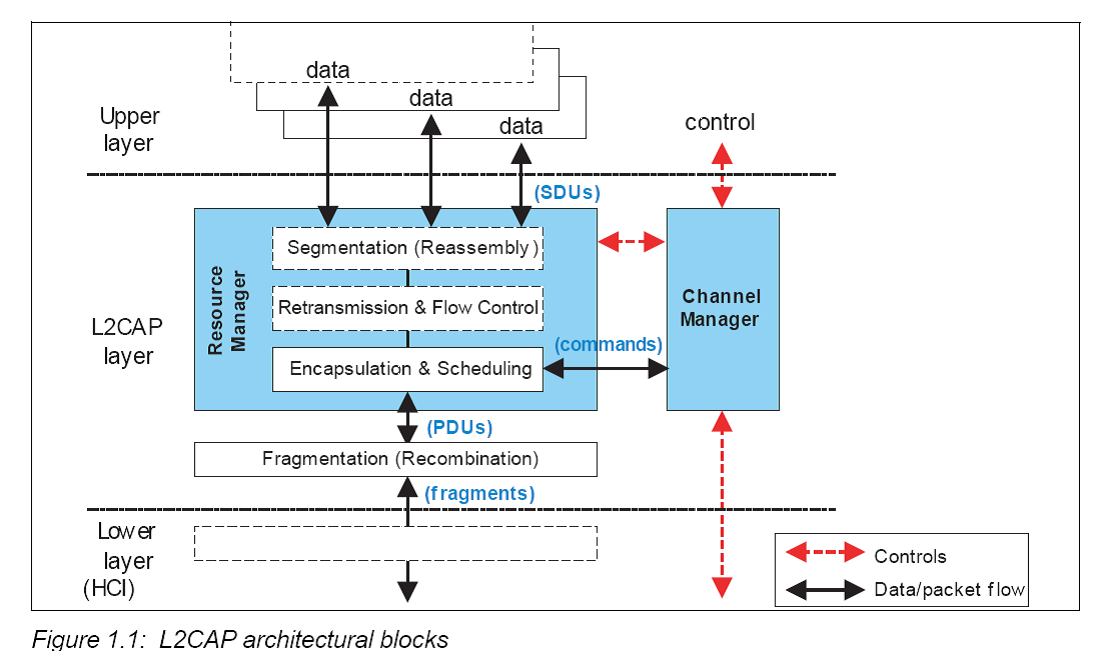 data
data
data
Upper
layer
control
(SDUs)
Segmentation (Reassembly)
Retransmission & Flow Control
Encapsulation & Scheduling
Resource
Manager
(commands)
Channel
Manager
L2CAP
layer
(PDUs)
Fragmentation (Recombination)
(fragments)
Lower
layer
(HCI)
Controls
Data/packet flow
Figure 1.1: L2CAP architectural blocks